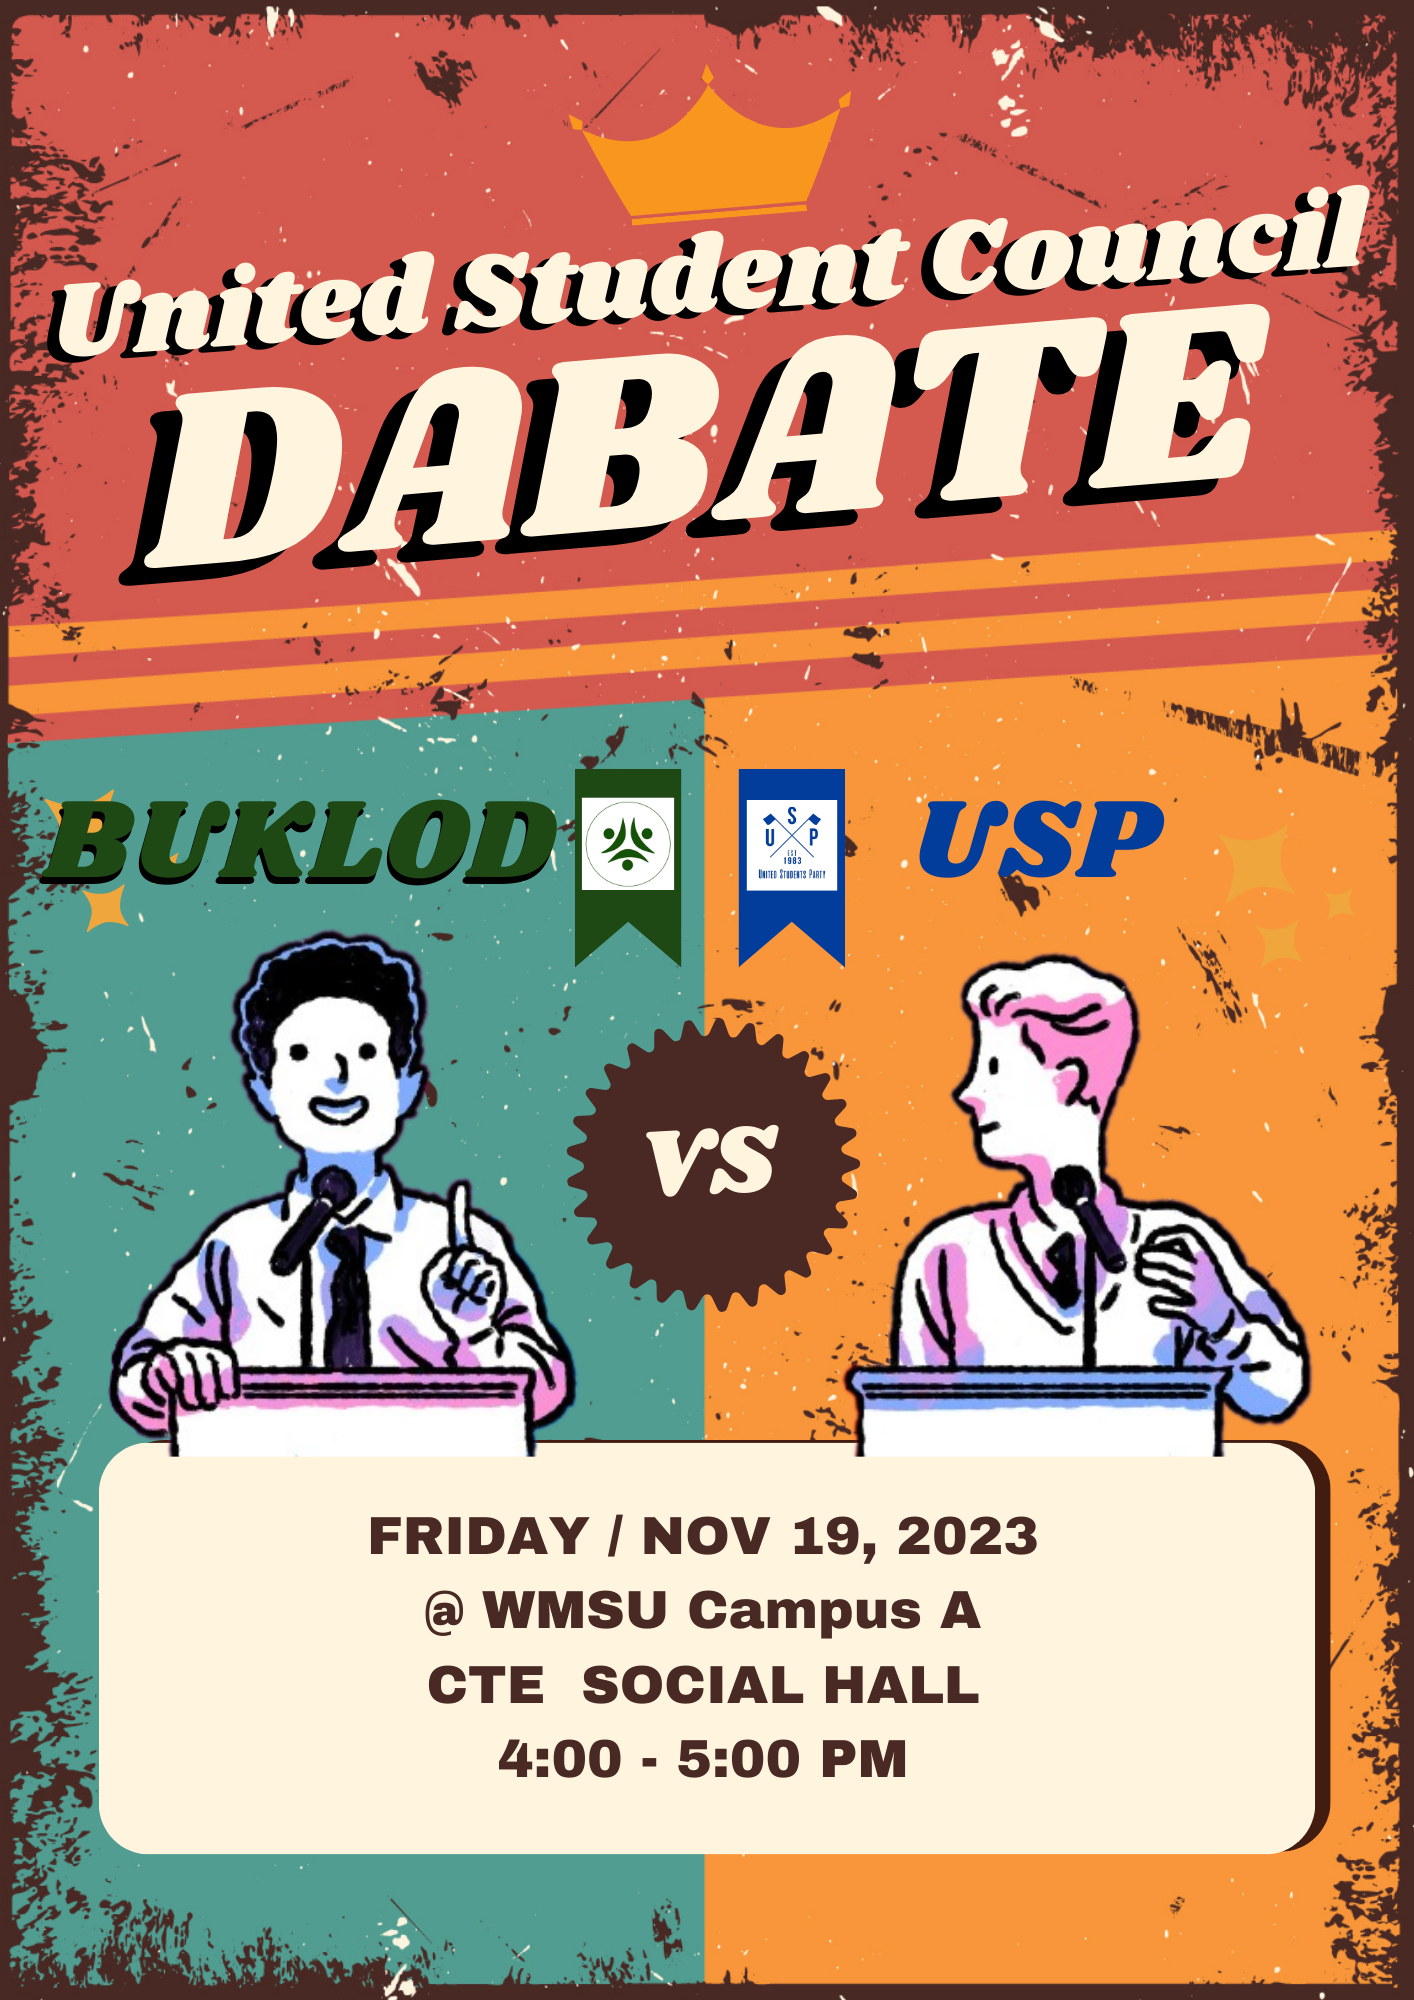 United Student Council
DABATE
BUKLOD
USP
S
U P
EST
1983
UNITED STUDENTS PARTY
VS
FRIDAY / NOV 19, 2023
@ WMSU Campus A
CTE SOCIAL HALL
4:00 - 5:00 PM